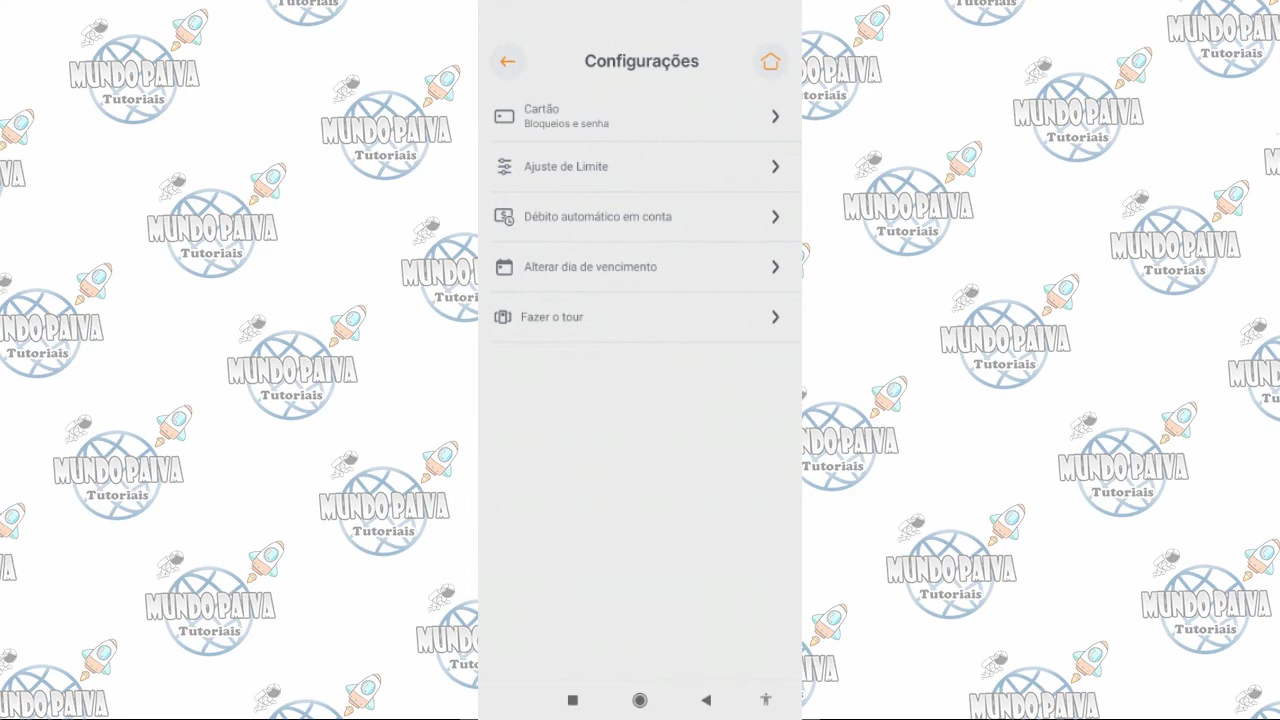 Configurações
Cartão
Bloqueios e senha
Ajuste de Limite
Débito automático em conta
Alterar dia de vencimento
Fazer o tour
MUNDO PAIVA
Tutoriais